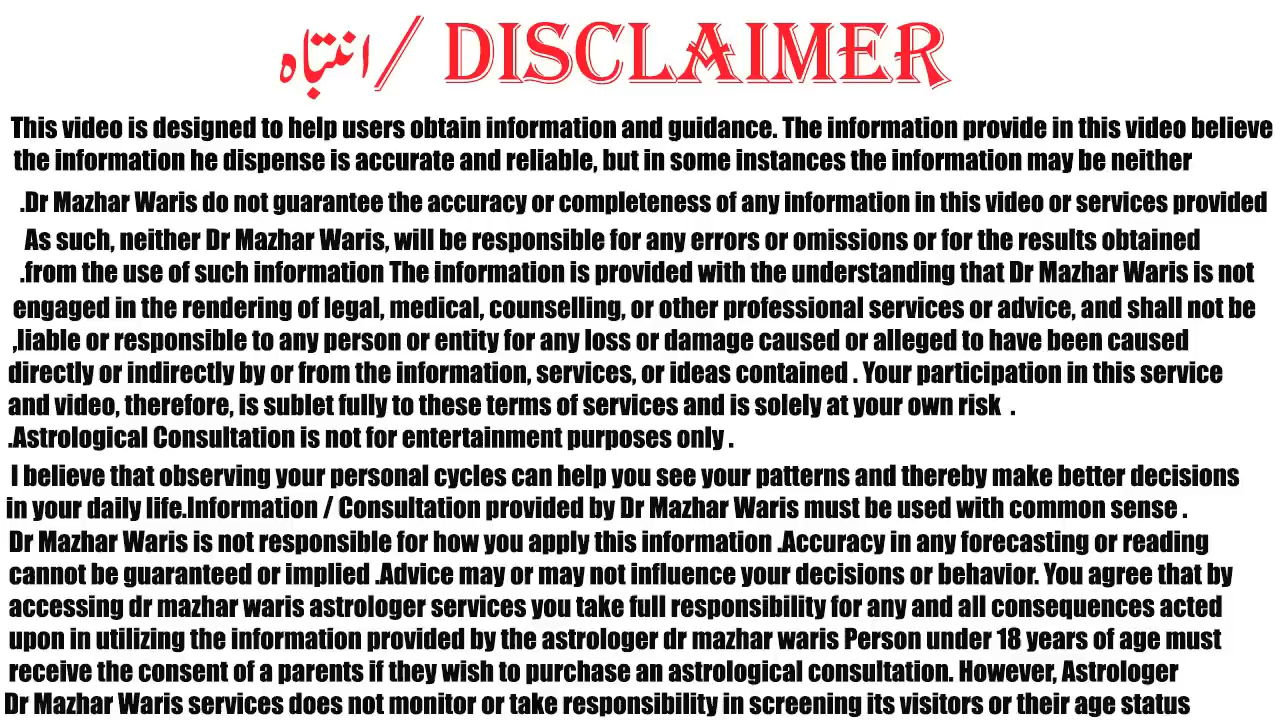 انتباہ / DISCLAIMER
This video is designed to help users obtain information and guidance. The information provide in this video believe
the information he dispense is accurate and reliable, but in some instances the information may be neither
.Dr Mazhar Waris do not guarantee the accuracy or completeness of any information in this video or services provided
As such, neither Dr Mazhar Waris, will be responsible for any errors or omissions or for the results obtained
.from the use of such information The information is provided with the understanding that Dr Mazhar Waris is not
engaged in the rendering of legal, medical, counselling, or other professional services or advice, and shall not be
,liable or responsible to any person or entity for any loss or damage caused or alleged to have been caused
directly or indirectly by or from the information, services, or ideas contained . Your participation in this service
and video, therefore, is sublet fully to these terms of services and is solely at your own risk .
.Astrological Consultation is not for entertainment purposes only .
I believe that observing your personal cycles can help you see your patterns and thereby make better decisions
in your daily life.Information / Consultation provided by Dr Mazhar Waris must be used with common sense .
Dr Mazhar Waris is not responsible for how you apply this information .Accuracy in any forecasting or reading
cannot be guaranteed or implied .Advice may or may not influence your decisions or behavior. You agree that by
accessing dr mazhar waris astrologer services you take full responsibility for any and all consequences acted
upon in utilizing the information provided by the astrologer dr mazhar waris Person under 18 years of age must
receive the consent of a parents if they wish to purchase an astrological consultation. However, Astrologer
Dr Mazhar Waris services does not monitor or take responsibility in screening its visitors or their age status